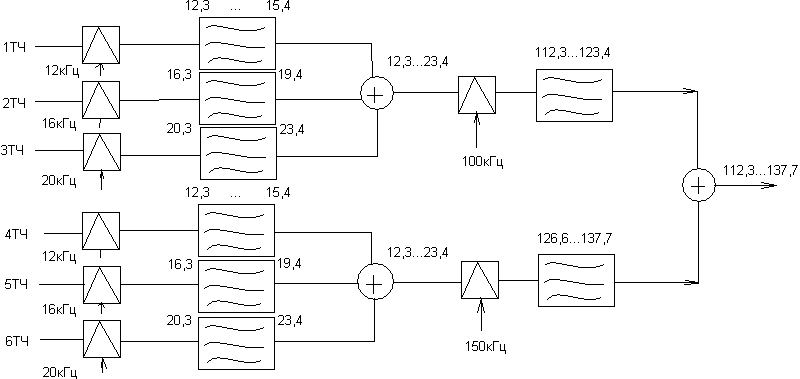 12,3 ... 15,4
1ТЧ
12кГц
16,3 19,4
2ТЧ
16кГц
20,3 23,4
3ТЧ
20кГц
12,3...23,4
100кГц
112,3...123,4
112,3...137,7
12,3 ... 15,4
4ТЧ
12кГц
16,3 19,4
5ТЧ
16кГц
20,3 23,4
6ТЧ
20кГц
12,3...23,4
150кГц
126,6...137,7